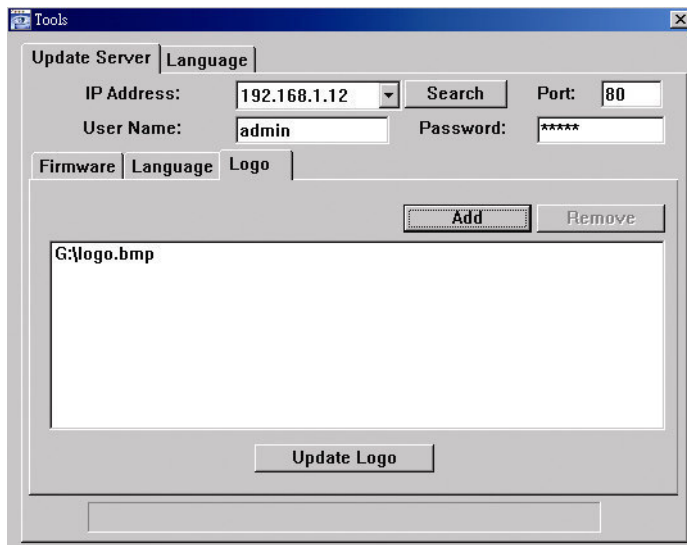 Tools
Update Server Language
IP Address: 192.168.1.12 Search Port: 80
User Name: admin Password: *****
Firmware Language Logo
Add Remove
G:\logo.bmp
Update Logo